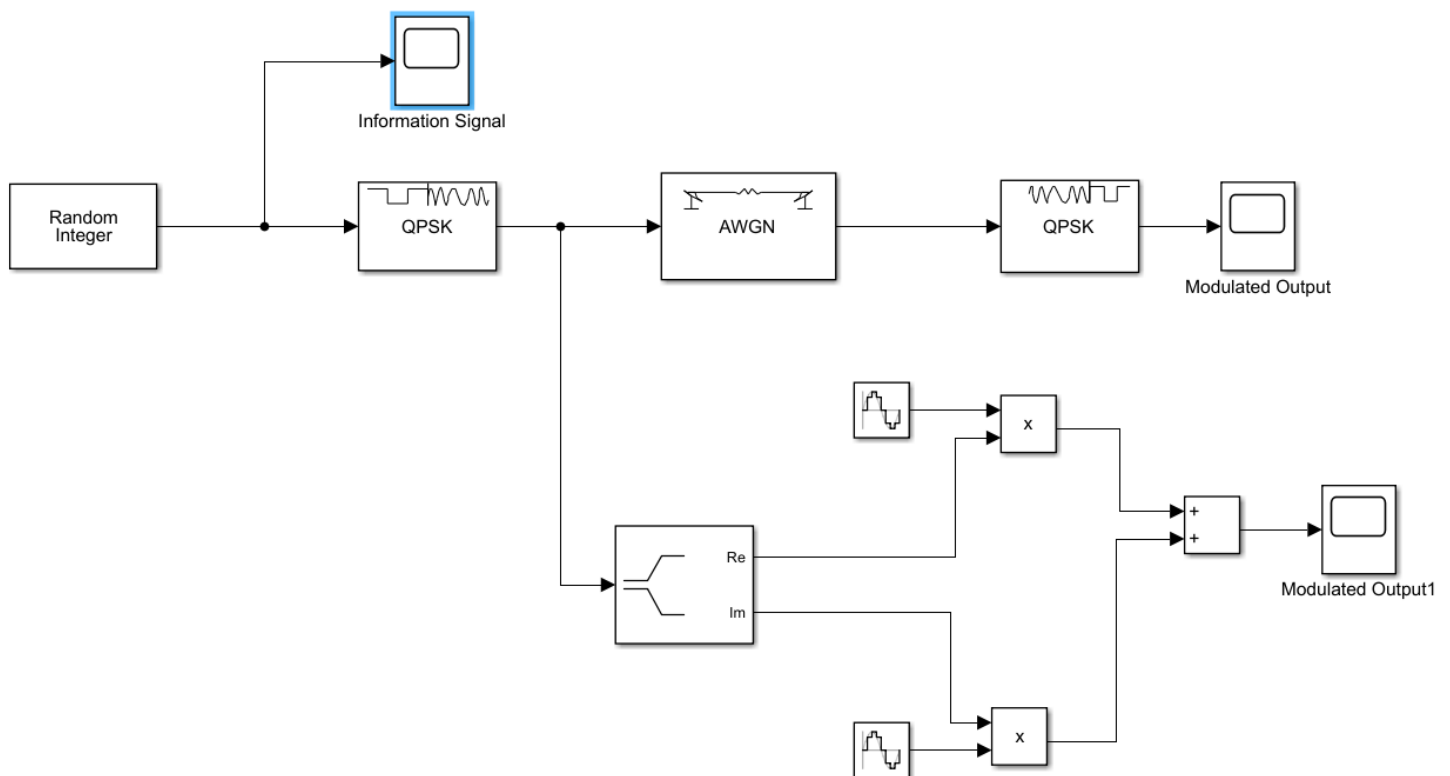 Information Signal
Random
Integer
QPSK
AWGN
QPSK
Modulated Output
x
Re
Im
+
+
Modulated Output1
x